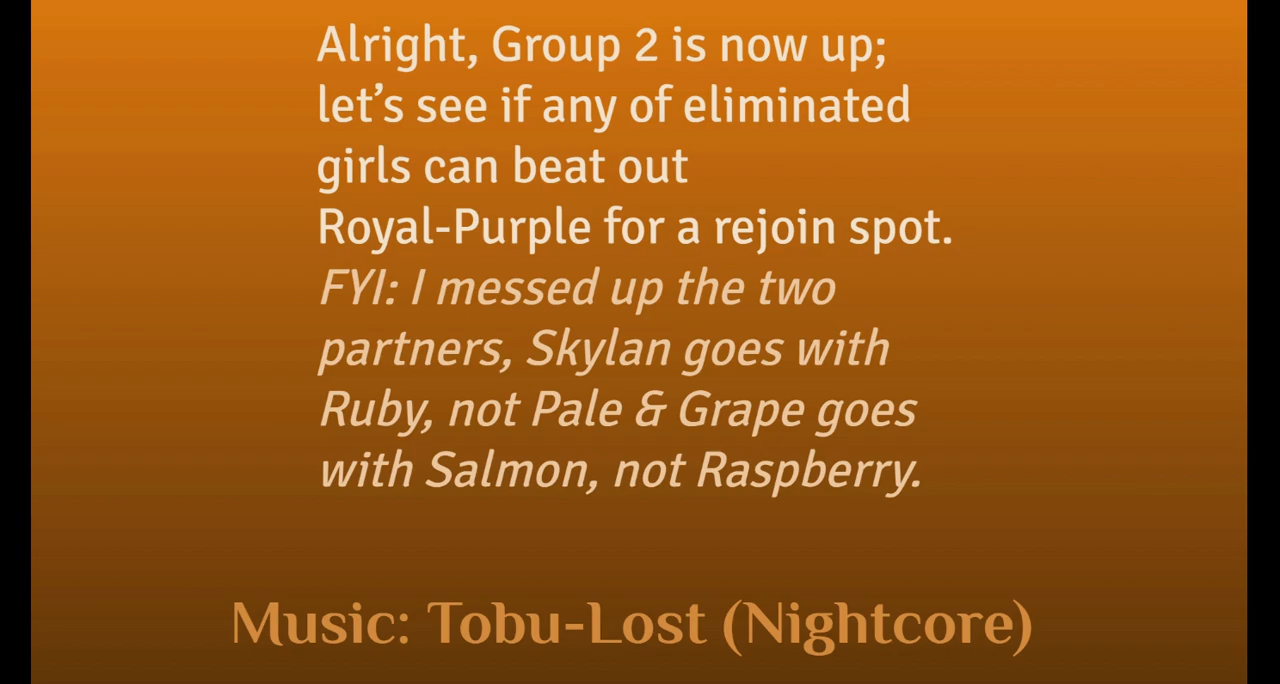 Alright, Group 2 is now up;
let’s see if any of eliminated
girls can beat out
Royal-Purple for a rejoin spot.
FYI: I messed up the two
partners, Skylan goes with
Ruby, not Pale & Grape goes
with Salmon, not Raspberry.
Music: Tobu-Lost (Nightcore)